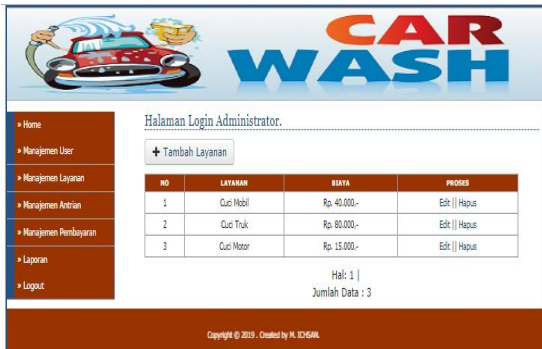 CAR
WASH
» Home
» Manajemen User
» Manajemen Layanan
» Manajemen Antrian
» Manajemen Pembayaran
» Laporan
» Logout
Halaman Login Administrator.
+ Tambah Layanan
NO LAYANAN BIAYA PROSES
1 Cuci Mobil Rp. 40.000,- Edit || Hapus
2 Cuci Truk Rp. 80.000,- Edit || Hapus
3 Cuci Motor Rp. 15.000,- Edit || Hapus
Hal: 1 |
Jumlah Data : 3
Copyright © 2019 . Created by M. ICHSAN.